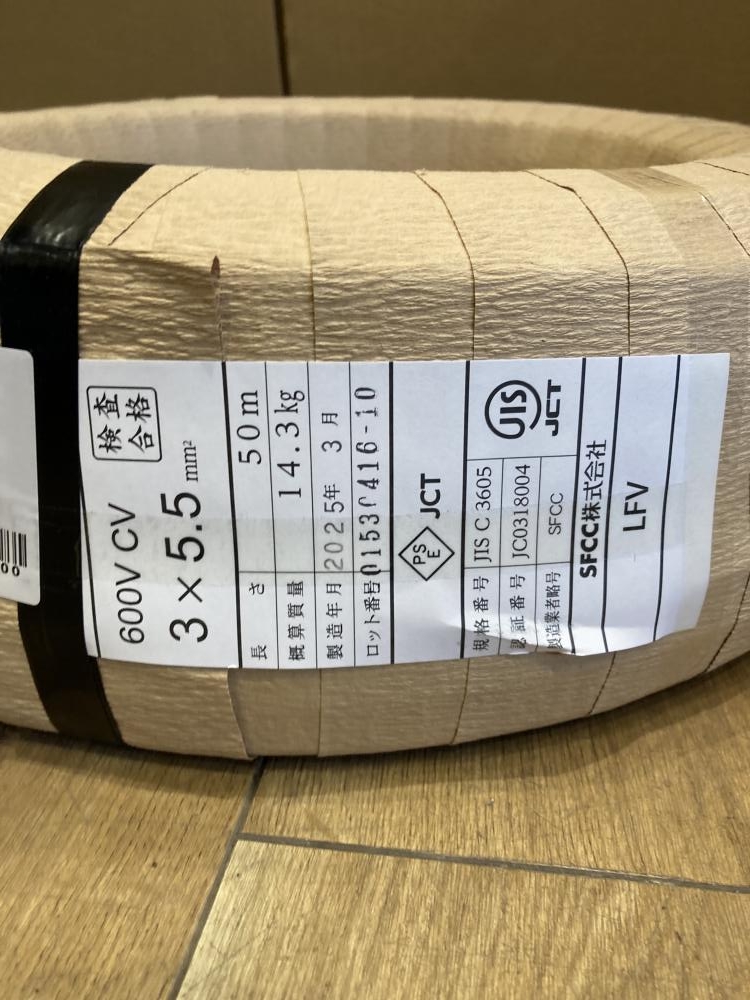 検査
合格
600V CV
3×5.5 mm²
長さ 50m
概算質量 14.3kg
製造年月 2025年 3月
ロット番号
PS
E
JCT
JIS
JCT
規格番号 JIS C 3605
認証番号 JC0318004
製造業者略号 SFCC
SFCC株式会社
LFV
00